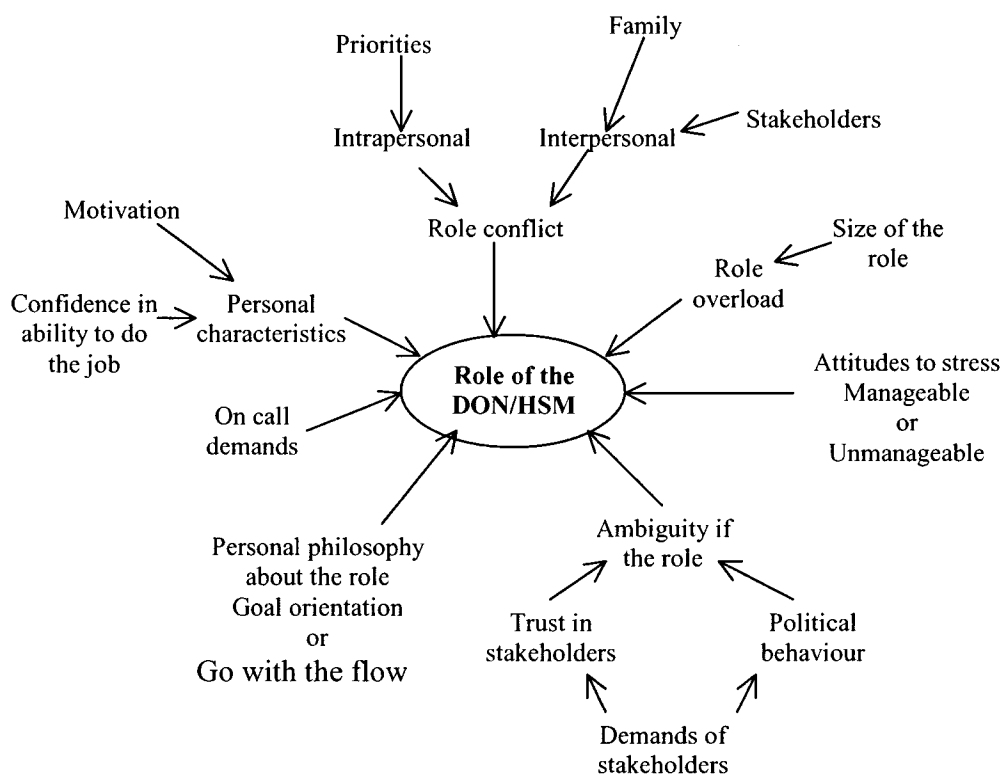 Family
Priorities
Stakeholders
Intrapersonal
Interpersonal
Motivation
Role conflict
Size of the
role
Role
overload
Confidence in
ability to do
the job
Personal
characteristics
Role of the
DON/HSM
Attitudes to stress
Manageable
or
Unmanageable
On call
demands
Personal philosophy
about the role
Goal orientation
or
Go with the flow
Ambiguity if
the role
Trust in
stakeholders
Political
behaviour
Demands of
stakeholders